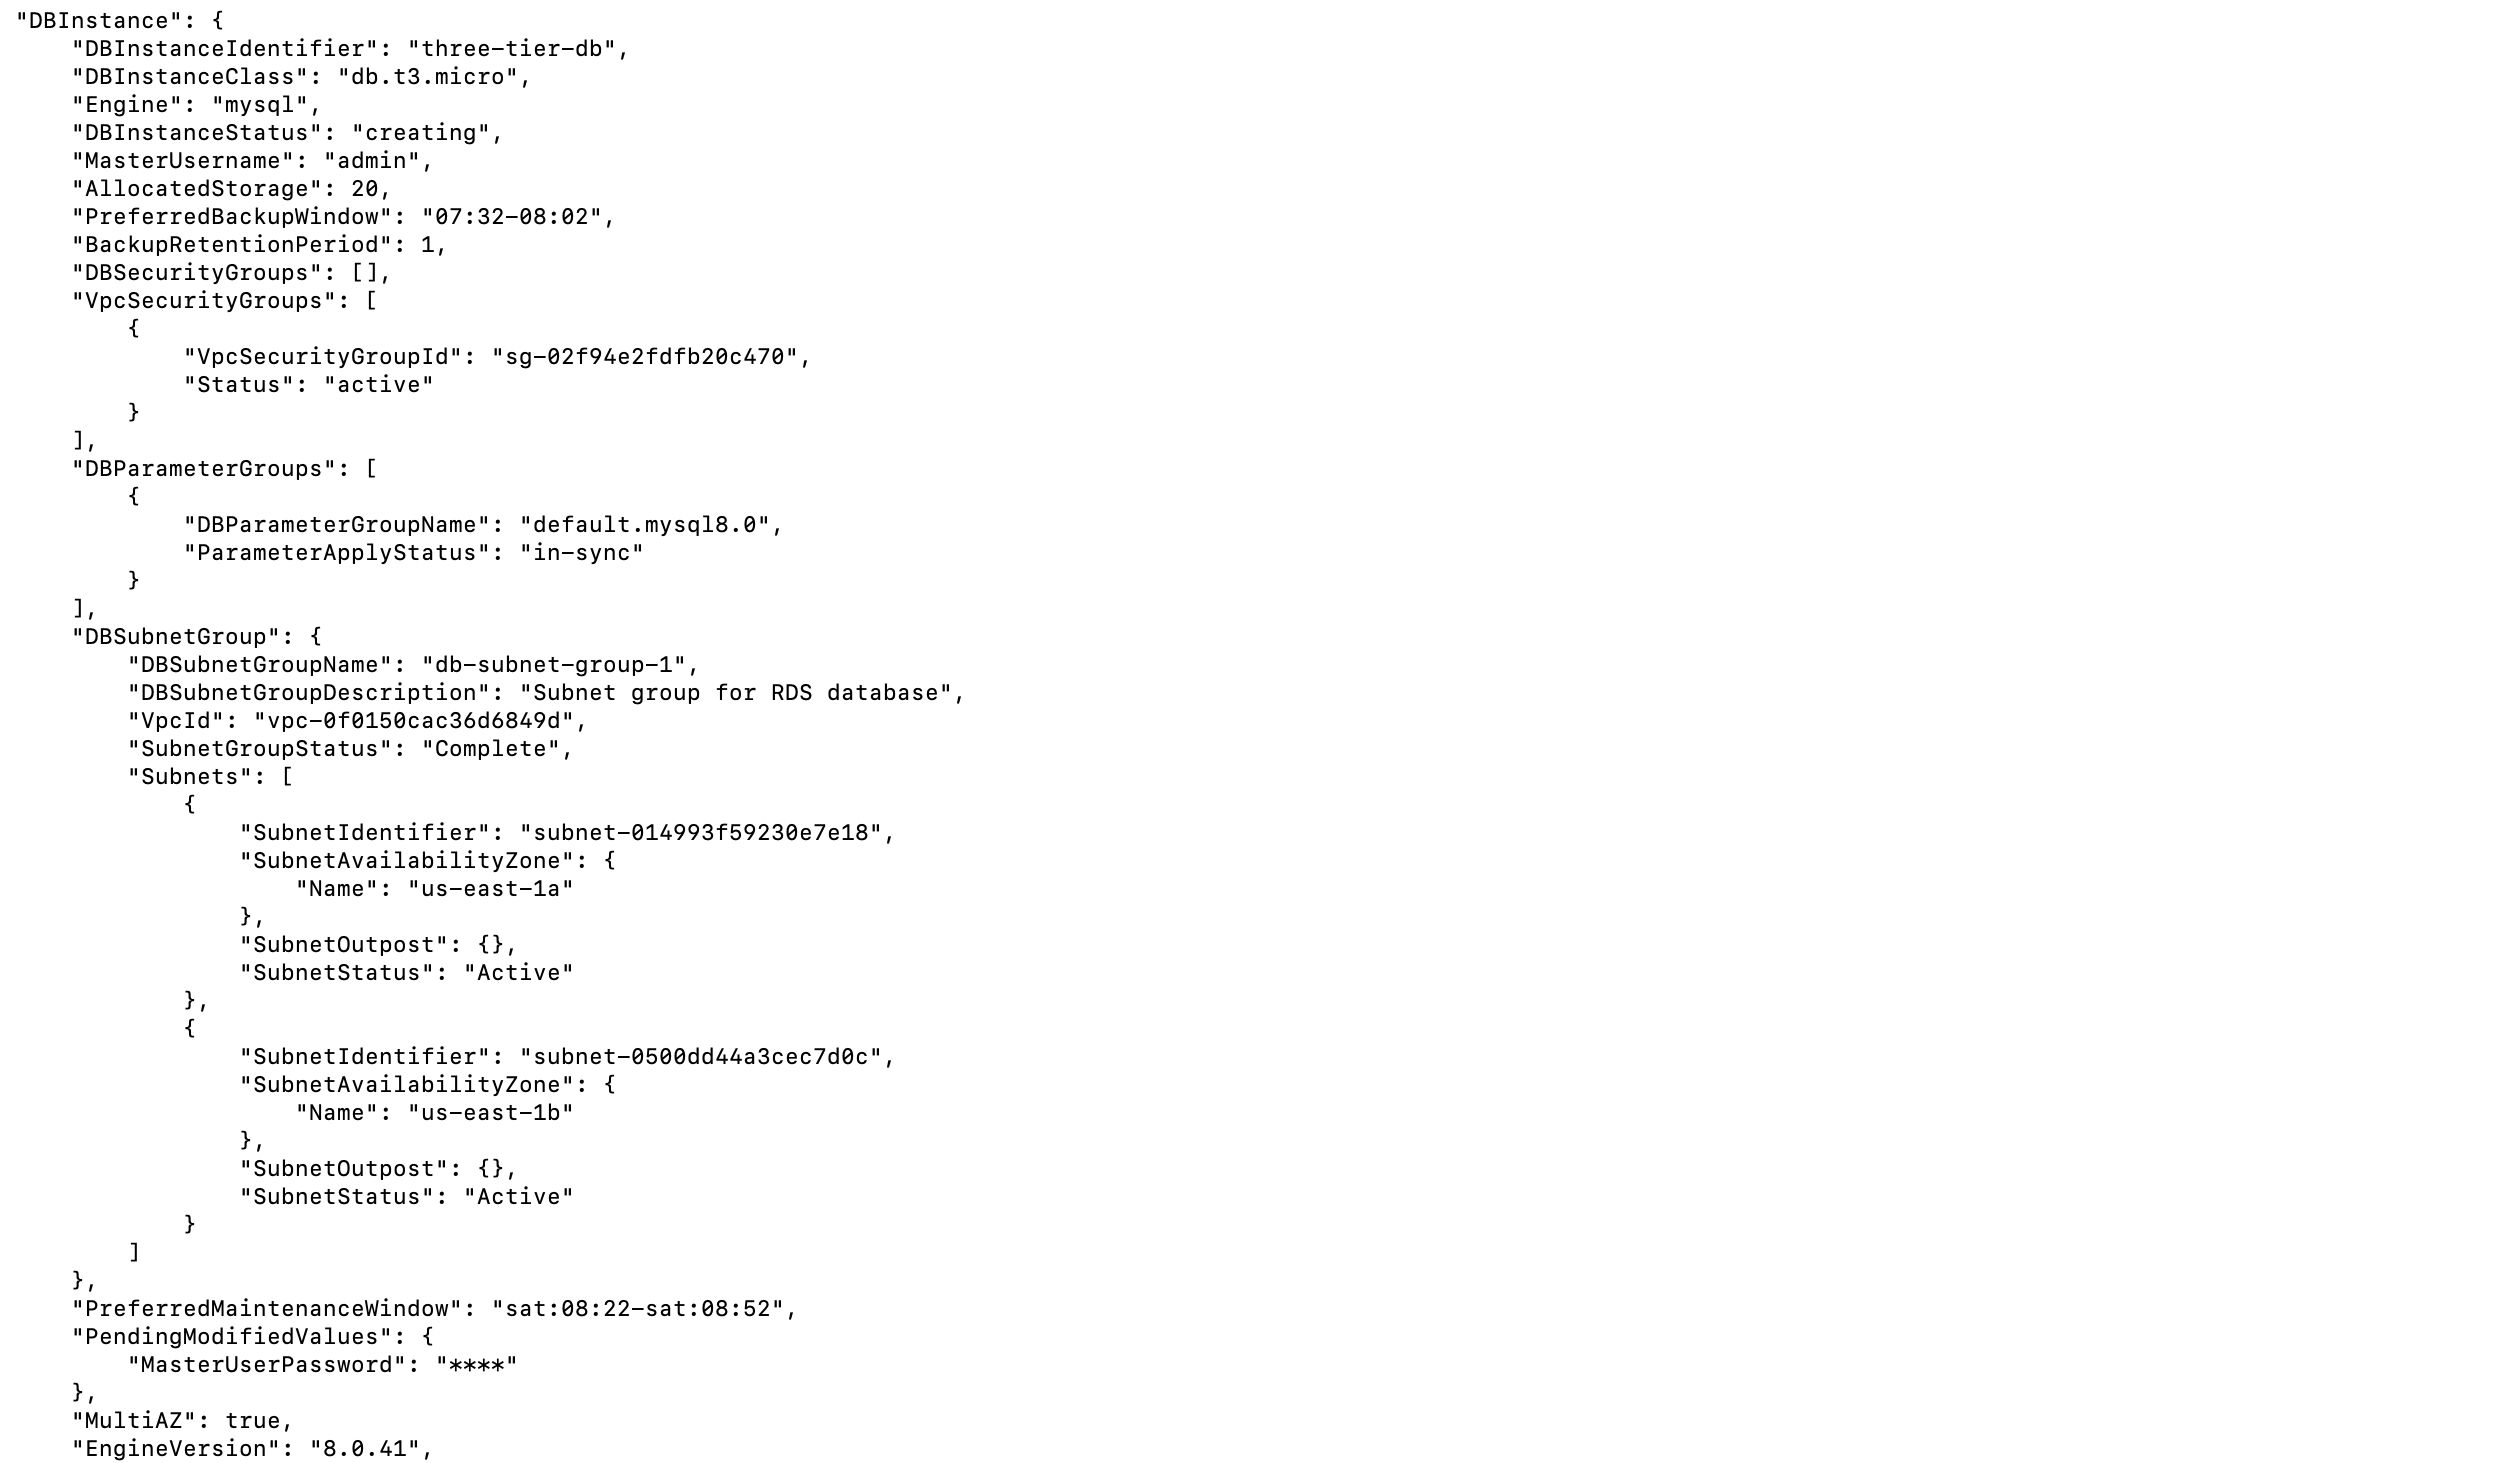 "DBInstance": {
    "DBInstanceIdentifier": "three-tier-db",
    "DBInstanceClass": "db.t3.micro",
    "Engine": "mysql",
    "DBInstanceStatus": "creating",
    "MasterUsername": "admin",
    "AllocatedStorage": 20,
    "PreferredBackupWindow": "07:32-08:02",
    "BackupRetentionPeriod": 1,
    "DBSecurityGroups": [],
    "VpcSecurityGroups": [
        {
            "VpcSecurityGroupId": "sg-02f94e2fdfb20c470",
            "Status": "active"
        }
    ],
    "DBParameterGroups": [
        {
            "DBParameterGroupName": "default.mysql8.0",
            "ParameterApplyStatus": "in-sync"
        }
    ],
    "DBSubnetGroup": {
        "DBSubnetGroupName": "db-subnet-group-1",
        "DBSubnetGroupDescription": "Subnet group for RDS database",
        "VpcId": "vpc-0f0150cac36d6849d",
        "SubnetGroupStatus": "Complete",
        "Subnets": [
            {
                "SubnetIdentifier": "subnet-014993f59230e7e18",
                "SubnetAvailabilityZone": {
                    "Name": "us-east-1a"
                },
                "SubnetOutpost": {},
                "SubnetStatus": "Active"
            },
            {
                "SubnetIdentifier": "subnet-0500dd44a3cec7d0c",
                "SubnetAvailabilityZone": {
                    "Name": "us-east-1b"
                },
                "SubnetOutpost": {},
                "SubnetStatus": "Active"
            }
        ]
    },
    "PreferredMaintenanceWindow": "sat:08:22-sat:08:52",
    "PendingModifiedValues": {
        "MasterUserPassword": "****"
    },
    "MultiAZ": true,
    "EngineVersion": "8.0.41",